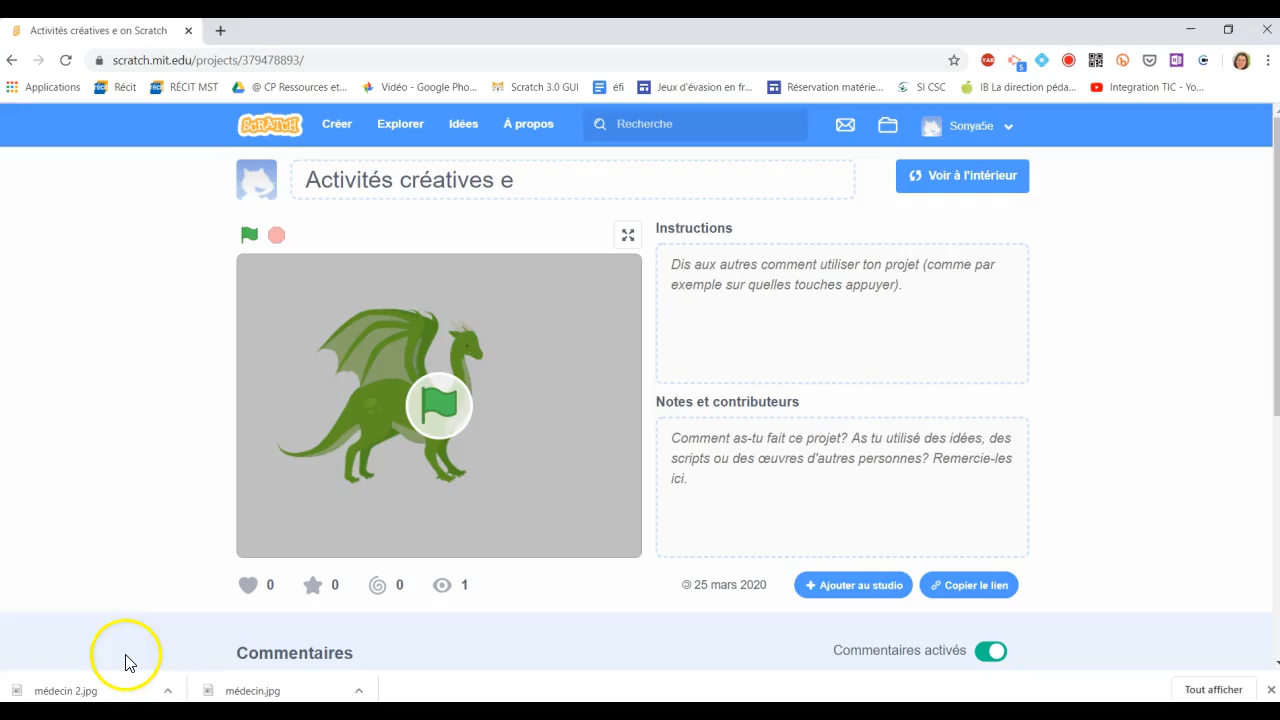 Activités créatives e on Scratch
scratch.mit.edu/projects/379478893/
Applications Récit RÉCIT MST @ CP Ressources et... Vidéo - Google Pho... Scratch 3.0 GUI éfi Jeux d'évasion en fr... Réservation matérie... SI CSC IB La direction péda... Integration TIC - Yo...
SCRATCH Créer Explorer Idées À propos Recherche Sonya5e
Activités créatives e
Voir à l'intérieur
Instructions
Dis aux autres comment utiliser ton projet (comme par
exemple sur quelles touches appuyer).
Notes et contributeurs
Comment as-tu fait ce projet? As tu utilisé des idées, des
scripts ou des œuvres d'autres personnes? Remercie-les
ici.
0 0 0 1
© 25 mars 2020 Ajouter au studio Copier le lien
Commentaires
Commentaires activés
médecin 2.jpg médecin.jpg Tout afficher